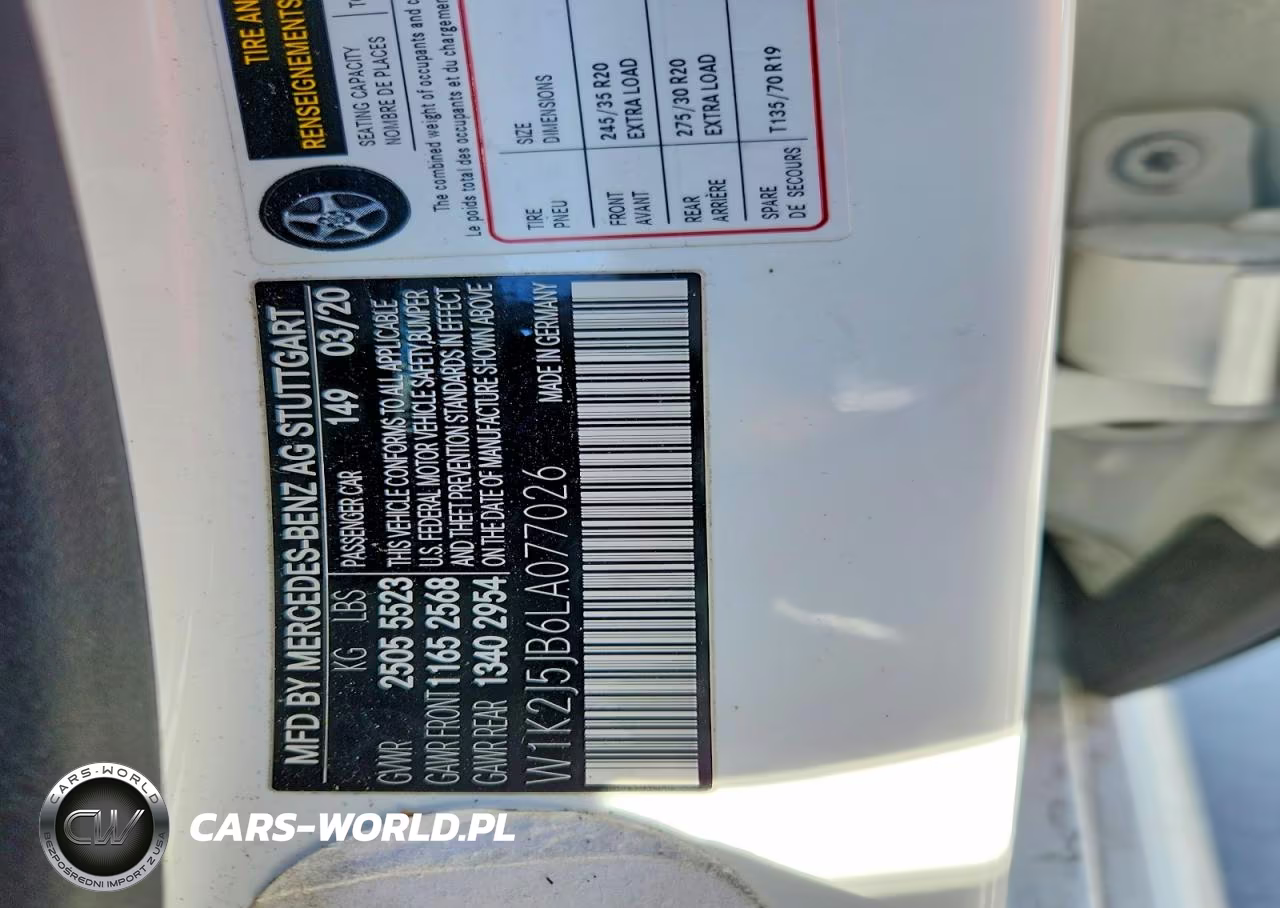 TIRE AN
RENSEIGNEMENTS
SEATING CAPACITY
NOMBRE DE PLACES
The combined weight of occupants and c
Le poids total des occupants et du chargement
TIRE SIZE
PNEU DIMENSIONS
FRONT 245/35 R20
AVANT EXTRA LOAD
REAR 275/30 R20
ARRIÈRE EXTRA LOAD
SPARE T135/70 R19
DE SECOURS
MFD BY MERCEDES-BENZ AG STUTTGART
KG LBS PASSENGER CAR 149 03/20
GVWR 2505 5523 THIS VEHICLE CONFORMS TO ALL APPLICABLE
GAWR FRONT 1165 2568 U.S. FEDERAL MOTOR VEHICLE SAFETY, BUMPER
AND THEFT PREVENTION STANDARDS IN EFFECT
GAWR REAR 1340 2954 ON THE DATE OF MANUFACTURE SHOWN ABOVE
W1K2J5JB6LA077026 MADE IN GERMANY
CARS-WORLD
CW
BEZPOŚREDNI IMPORT Z USA
CARS-WORLD.PL